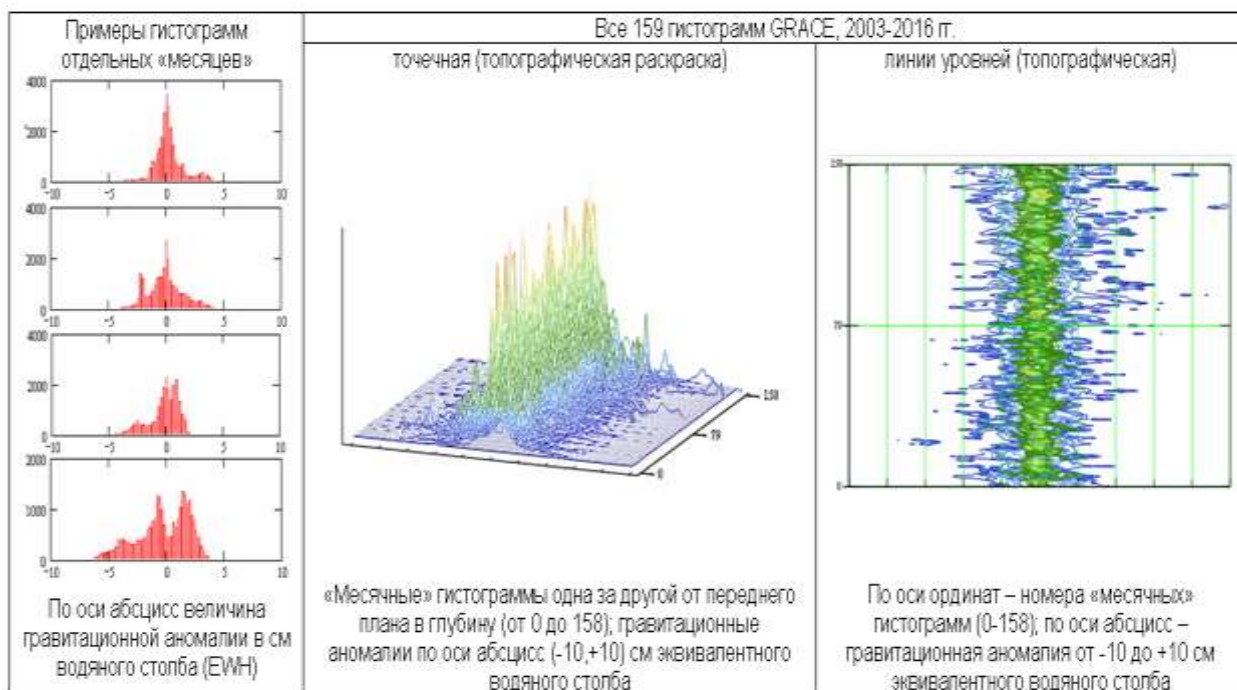 Примеры гистограмм
отдельных «месяцев»
4000
2000
0
-10
-5
0
5
10
4000
2000
0
-10
-5
0
5
10
4000
2000
0
-10
-5
0
5
10
2000
1000
0
-10
-5
0
5
10
По оси абсцисс величина
гравитационной аномалии в см
водяного столба (EWH)
Все 159 гистограмм GRACE, 2003-2016 гг.
точечная (топографическая раскраска)
158
79
0
«Месячные» гистограммы одна за другой от переднего
плана в глубину (от 0 до 158); гравитационные
аномалии по оси абсцисс (-10,+10) см эквивалентного
водяного столба
линии уровней (топографическая)
79
0
По оси ординат – номера «месячных»
гистограмм (0-158); по оси абсцисс –
гравитационная аномалия от -10 до +10 см
эквивалентного водяного столба